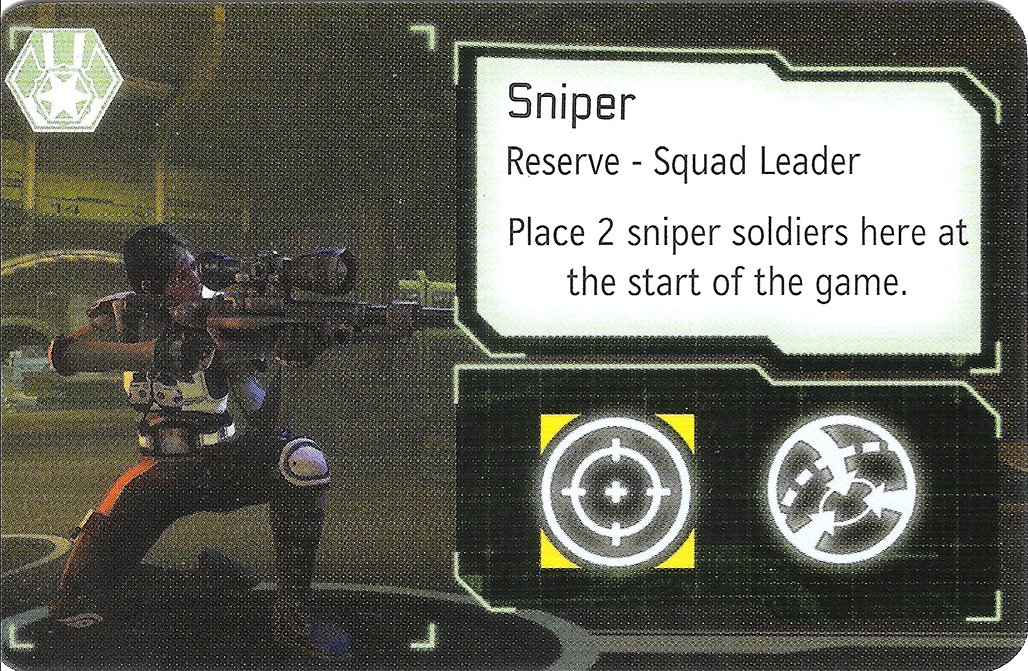 Sniper
Reserve - Squad Leader
Place 2 sniper soldiers here at
the start of the game.